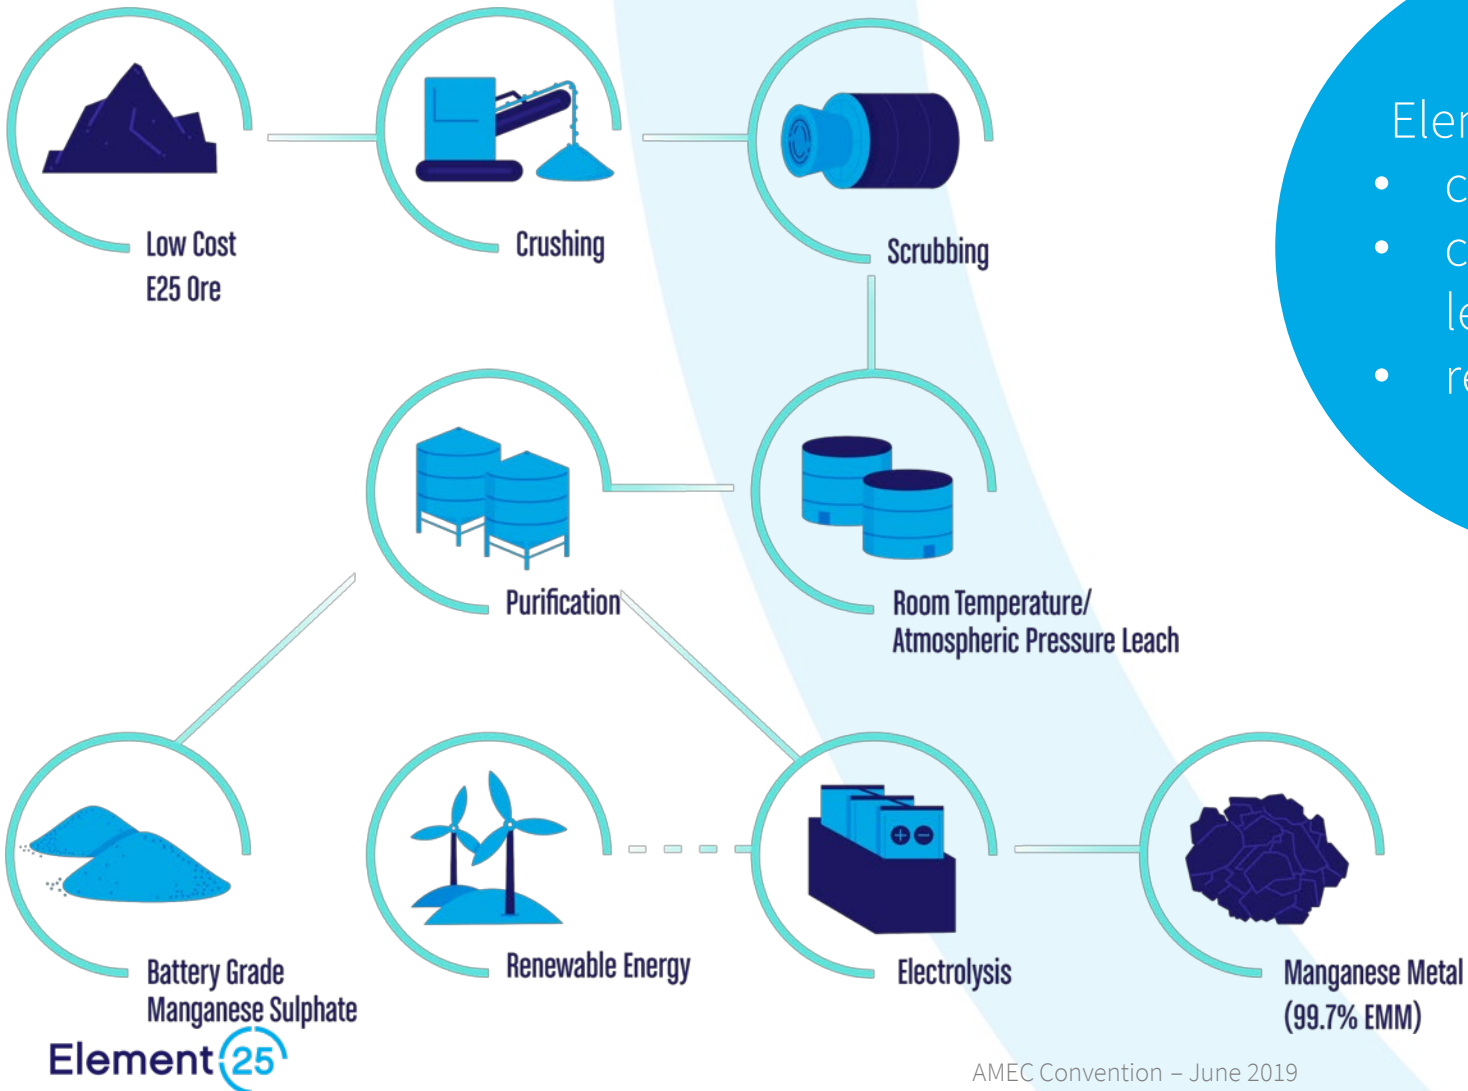 Low Cost
E25 Ore
Crushing
Scrubbing
Purification
Room Temperature/
Atmospheric Pressure Leach
Battery Grade
Manganese Sulphate
Renewable Energy
Electrolysis
Manganese Metal
(99.7% EMM)
Element 25
AMEC Convention – June 2019